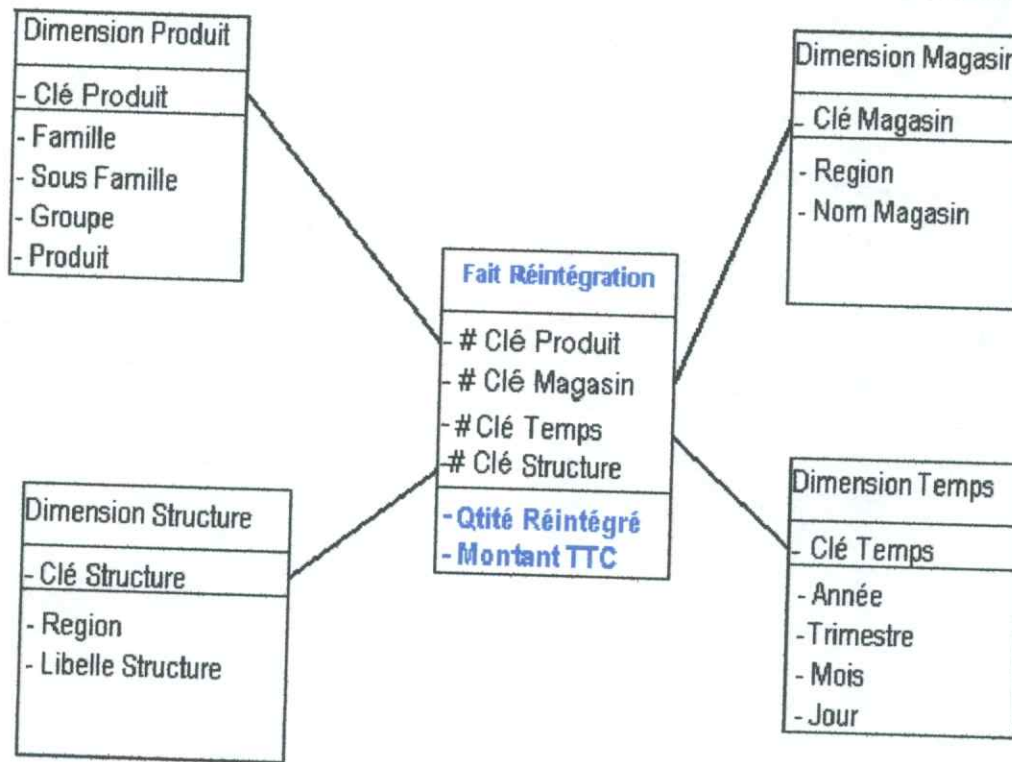 Dimension Produit
- Clé Produit
- Famille
- Sous Famille
- Groupe
- Produit
Dimension Magasin
- Clé Magasin
- Region
- Nom Magasin
Fait Réintégration
- # Clé Produit
- # Clé Magasin
- # Clé Temps
- # Clé Structure
- Qtité Réintégré
- Montant TTC
Dimension Structure
- Clé Structure
- Region
- Libelle Structure
Dimension Temps
- Clé Temps
- Année
- Trimestre
- Mois
- Jour